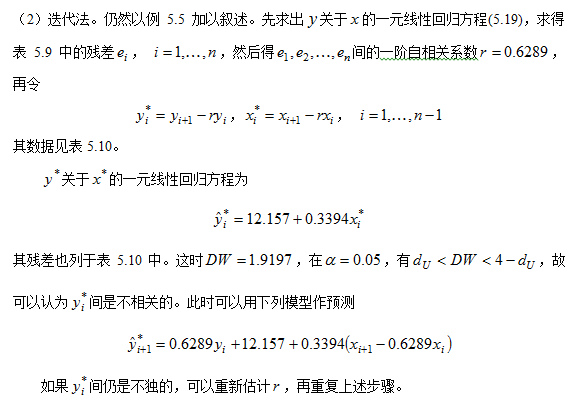 （2）迭代法。仍然以例 5.5 加以叙述。先求出 y 关于 x 的一元线性回归方程(5.19)，求得
表 5.9 中的残差 e_i ， i = 1,…,n ，然后得 e_1, e_2,…, e_n 间的一阶自相关系数 r = 0.6289 ，
再令
y_i^* = y_{i+1} − ry_i ，x_i^* = x_{i+1} − rx_i ， i = 1,…, n − 1
其数据见表 5.10。
y^* 关于 x^* 的一元线性回归方程为
ŷ_i^* = 12.157 + 0.3394x_i^*
其残差也列于表 5.10 中。这时 DW = 1.9197 ，在 α = 0.05 ，有 d_U < DW < 4 − d_U ，故
可以认为 y_i^* 间是不相关的。此时可以用下列模型作预测
ŷ_{i+1}^* = 0.6289y_i + 12.157 + 0.3394(x_{i+1} − 0.6289x_i)
如果 y_i^* 间仍是不独的，可以重新估计 r ，再重复上述步骤。